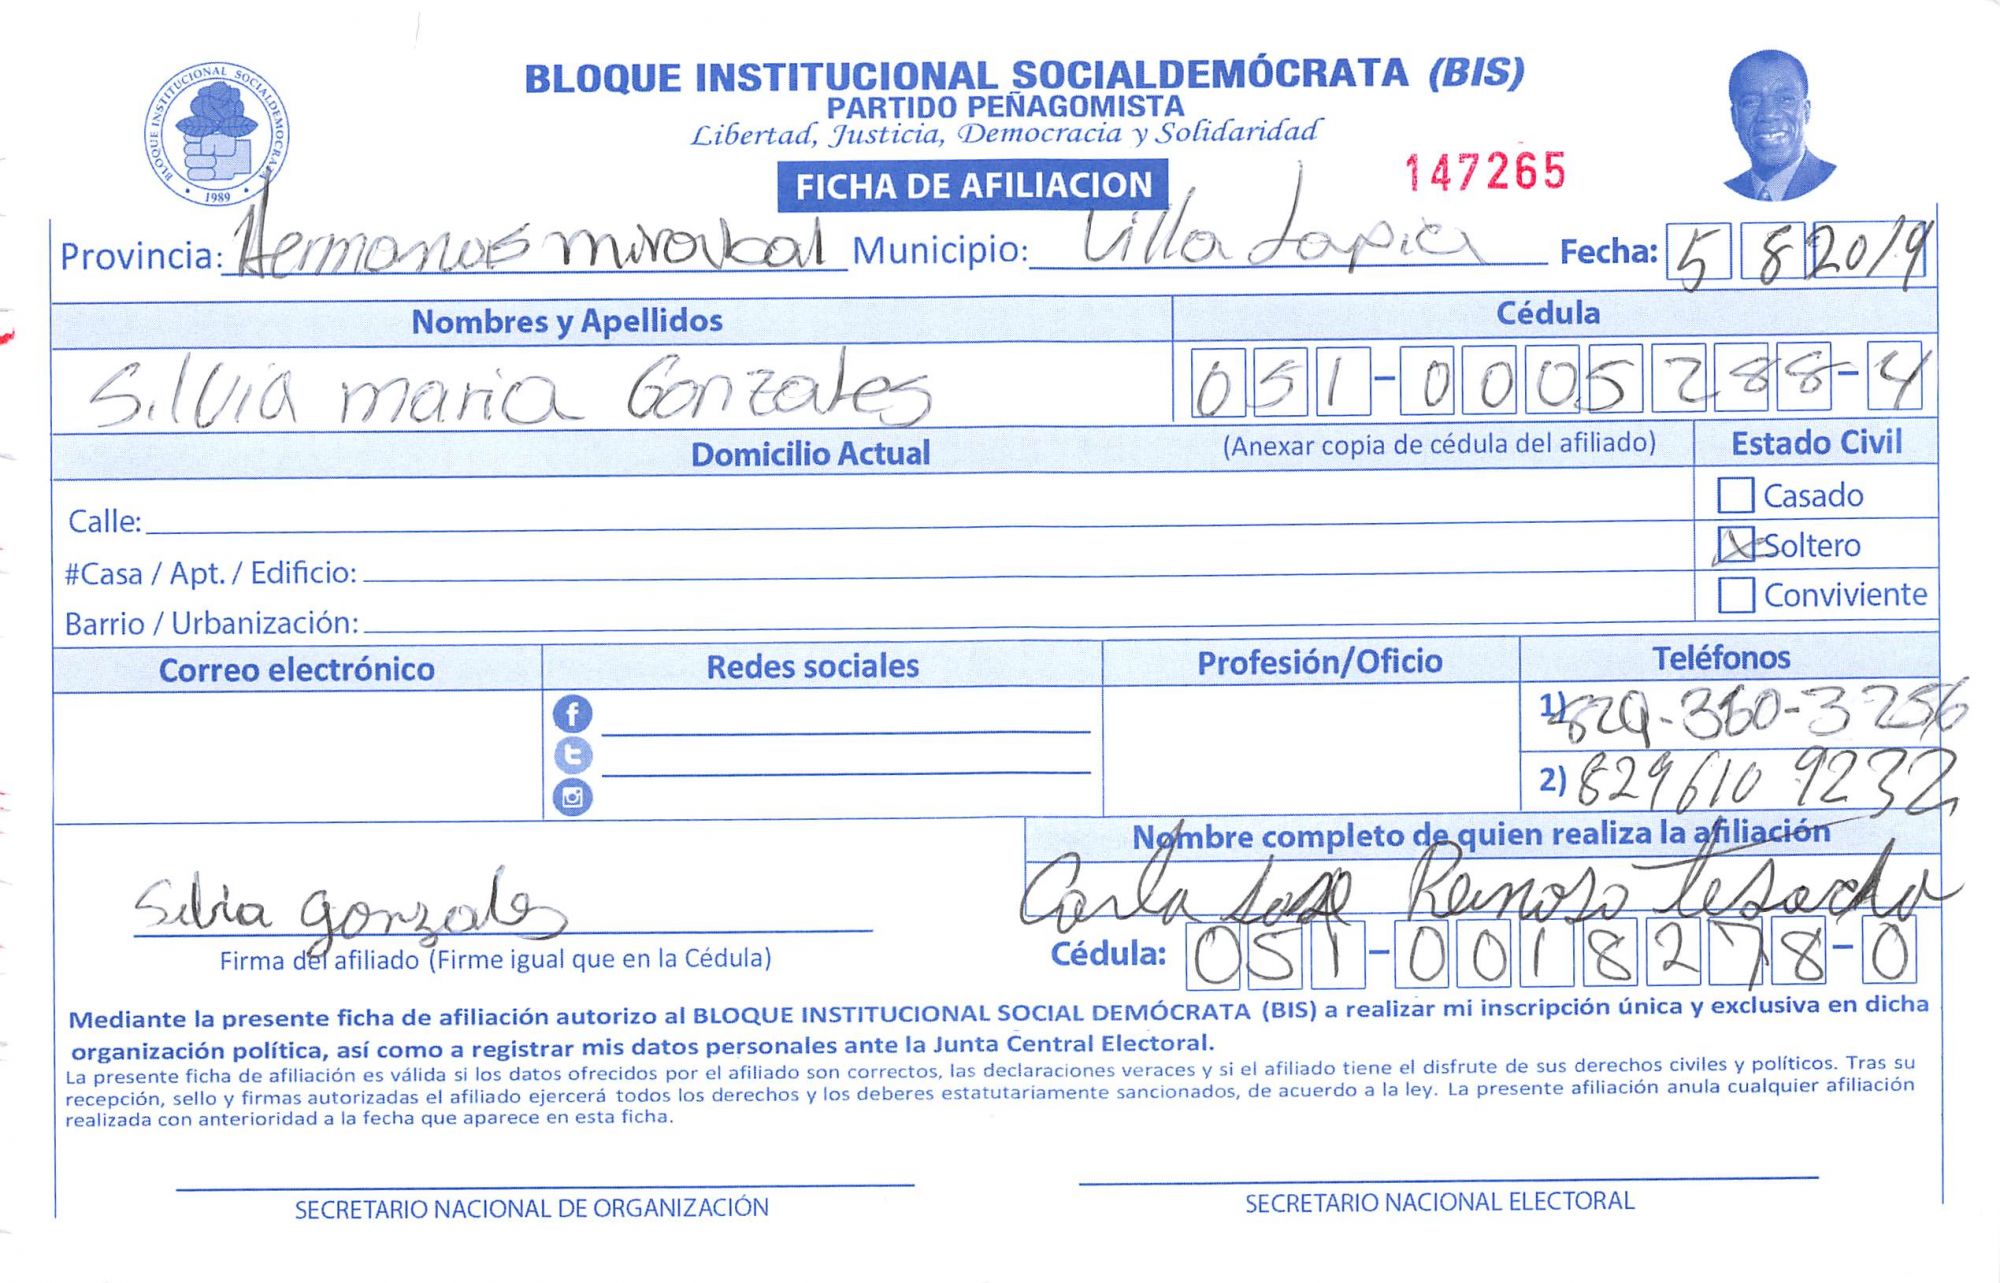 BLOQUE INSTITUCIONAL SOCIALDEMÓCRATA (BIS)
PARTIDO PEÑAGOMISTA
Libertad, Justicia, Democracia y Solidaridad
BLOQUE INSTITUCIONAL SOCIALDEMOCRATA
1989
FICHA DE AFILIACION
147265
Provincia: Hermanas mirabal Municipio: Villa Tapia Fecha: 5 8 2019
Nombres y Apellidos Cédula
Silvia maria Gonzales 051-0005288-4
Domicilio Actual (Anexar copia de cédula del afiliado) Estado Civil
Casado
Calle:
X Soltero
#Casa / Apt. / Edificio:
Conviviente
Barrio / Urbanización:
Correo electrónico Redes sociales Profesión/Oficio Teléfonos
1) 829-360-3256
2) 829 610 9232
Nombre completo de quien realiza la afiliación
Silvia gonzales Carla Jose Reinoso
Firma del afiliado (Firme igual que en la Cédula) Cédula: 051-0018278-0
Mediante la presente ficha de afiliación autorizo al BLOQUE INSTITUCIONAL SOCIAL DEMÓCRATA (BIS) a realizar mi inscripción única y exclusiva en dicha
organización política, así como a registrar mis datos personales ante la Junta Central Electoral.
La presente ficha de afiliación es válida si los datos ofrecidos por el afiliado son correctos, las declaraciones veraces y si el afiliado tiene el disfrute de sus derechos civiles y políticos. Tras su
recepción, sello y firmas autorizadas el afiliado ejercerá todos los derechos y los deberes estatutariamente sancionados, de acuerdo a la ley. La presente afiliación anula cualquier afiliación
realizada con anterioridad a la fecha que aparece en esta ficha.
SECRETARIO NACIONAL DE ORGANIZACIÓN SECRETARIO NACIONAL ELECTORAL